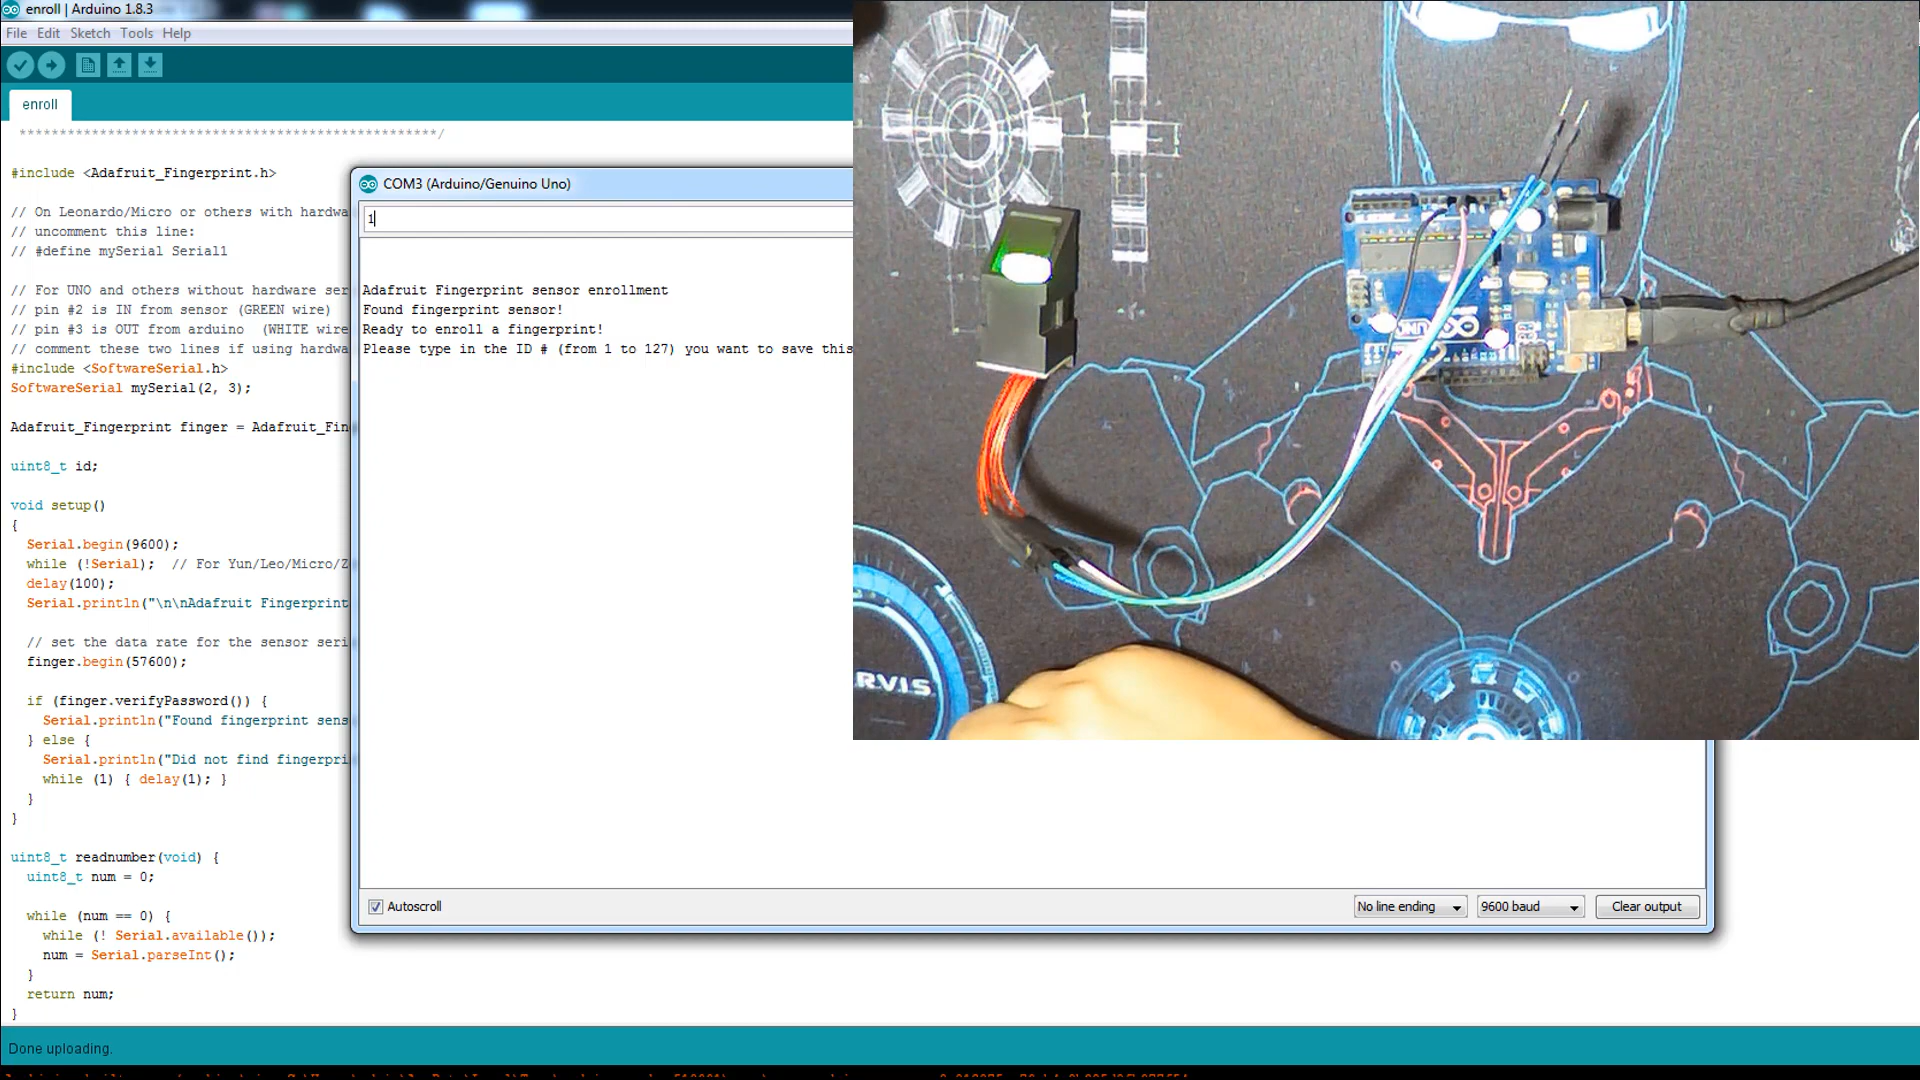 enroll | Arduino 1.8.3
File Edit Sketch Tools Help
enroll
****************************************************/
#include <Adafruit_Fingerprint.h>
// On Leonardo/Micro or others with hardwa
// uncomment this line:
// #define mySerial Serial1
// For UNO and others without hardware ser
// pin #2 is IN from sensor (GREEN wire)
// pin #3 is OUT from arduino  (WHITE wire
// comment these two lines if using hardwa
#include <SoftwareSerial.h>
SoftwareSerial mySerial(2, 3);
Adafruit_Fingerprint finger = Adafruit_Fin
uint8_t id;
void setup()
{
Serial.begin(9600);
while (!Serial);  // For Yun/Leo/Micro/Z
delay(100);
Serial.println("\n\nAdafruit Fingerprint
// set the data rate for the sensor seri
finger.begin(57600);
if (finger.verifyPassword()) {
Serial.println("Found fingerprint sens
} else {
Serial.println("Did not find fingerpri
while (1) { delay(1); }
}
}
uint8_t readnumber(void) {
uint8_t num = 0;
while (num == 0) {
while (! Serial.available());
num = Serial.parseInt();
}
return num;
}
Done uploading.
COM3 (Arduino/Genuino Uno)
1
Adafruit Fingerprint sensor enrollment
Found fingerprint sensor!
Ready to enroll a fingerprint!
Please type in the ID # (from 1 to 127) you want to save this
Autoscroll
No line ending
9600 baud
Clear output
RVIS
UNO